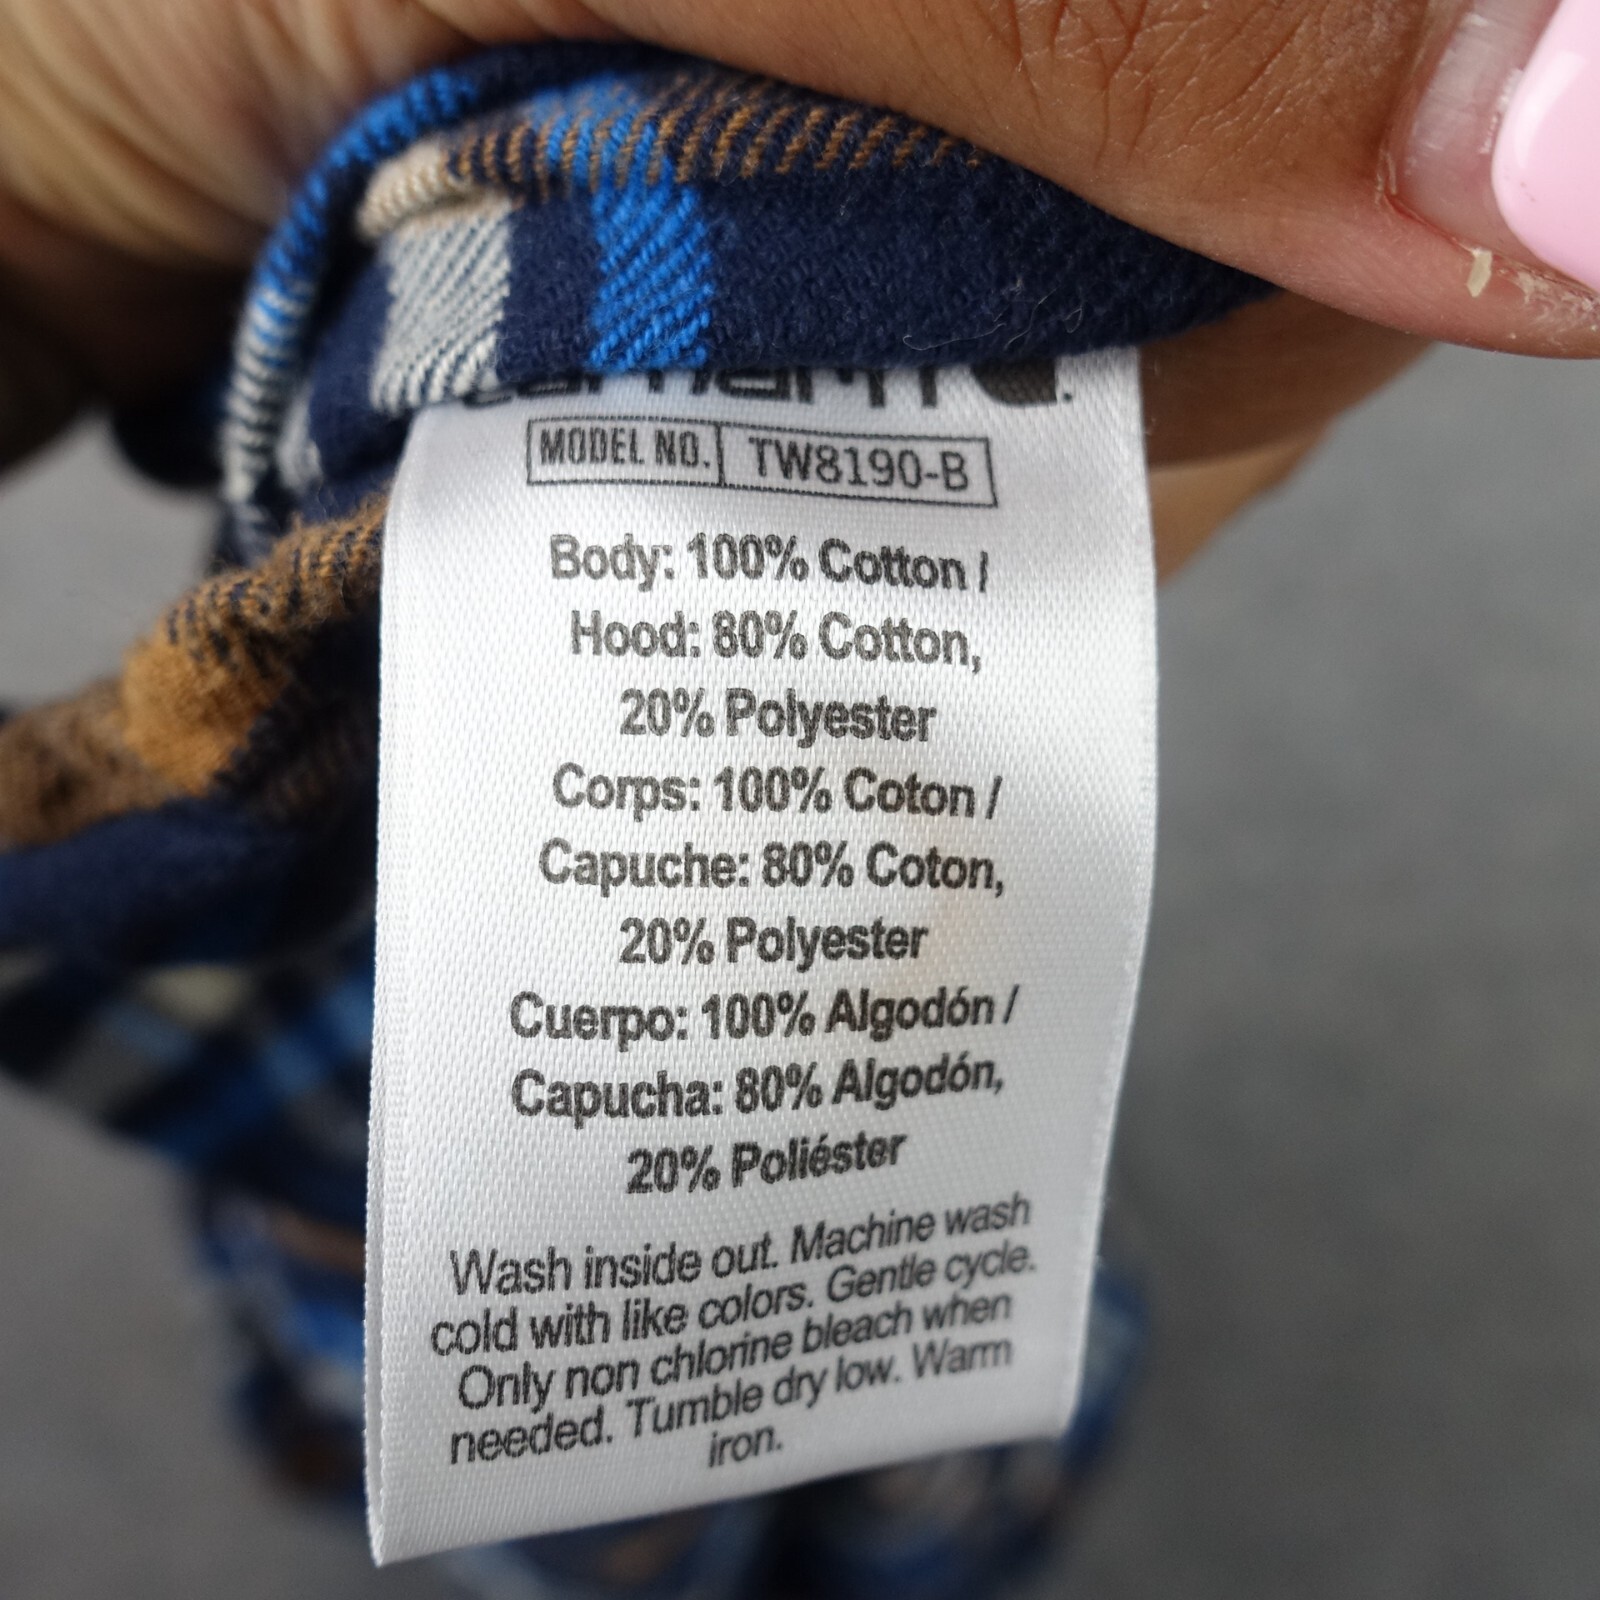 carhartt
MODEL NO. TW8190-B
Body: 100% Cotton /
Hood: 80% Cotton,
20% Polyester
Corps: 100% Coton /
Capuche: 80% Coton,
20% Polyester
Cuerpo: 100% Algodón /
Capucha: 80% Algodón,
20% Poliéster
Wash inside out. Machine wash
cold with like colors. Gentle cycle.
Only non chlorine bleach when
needed. Tumble dry low. Warm
iron.